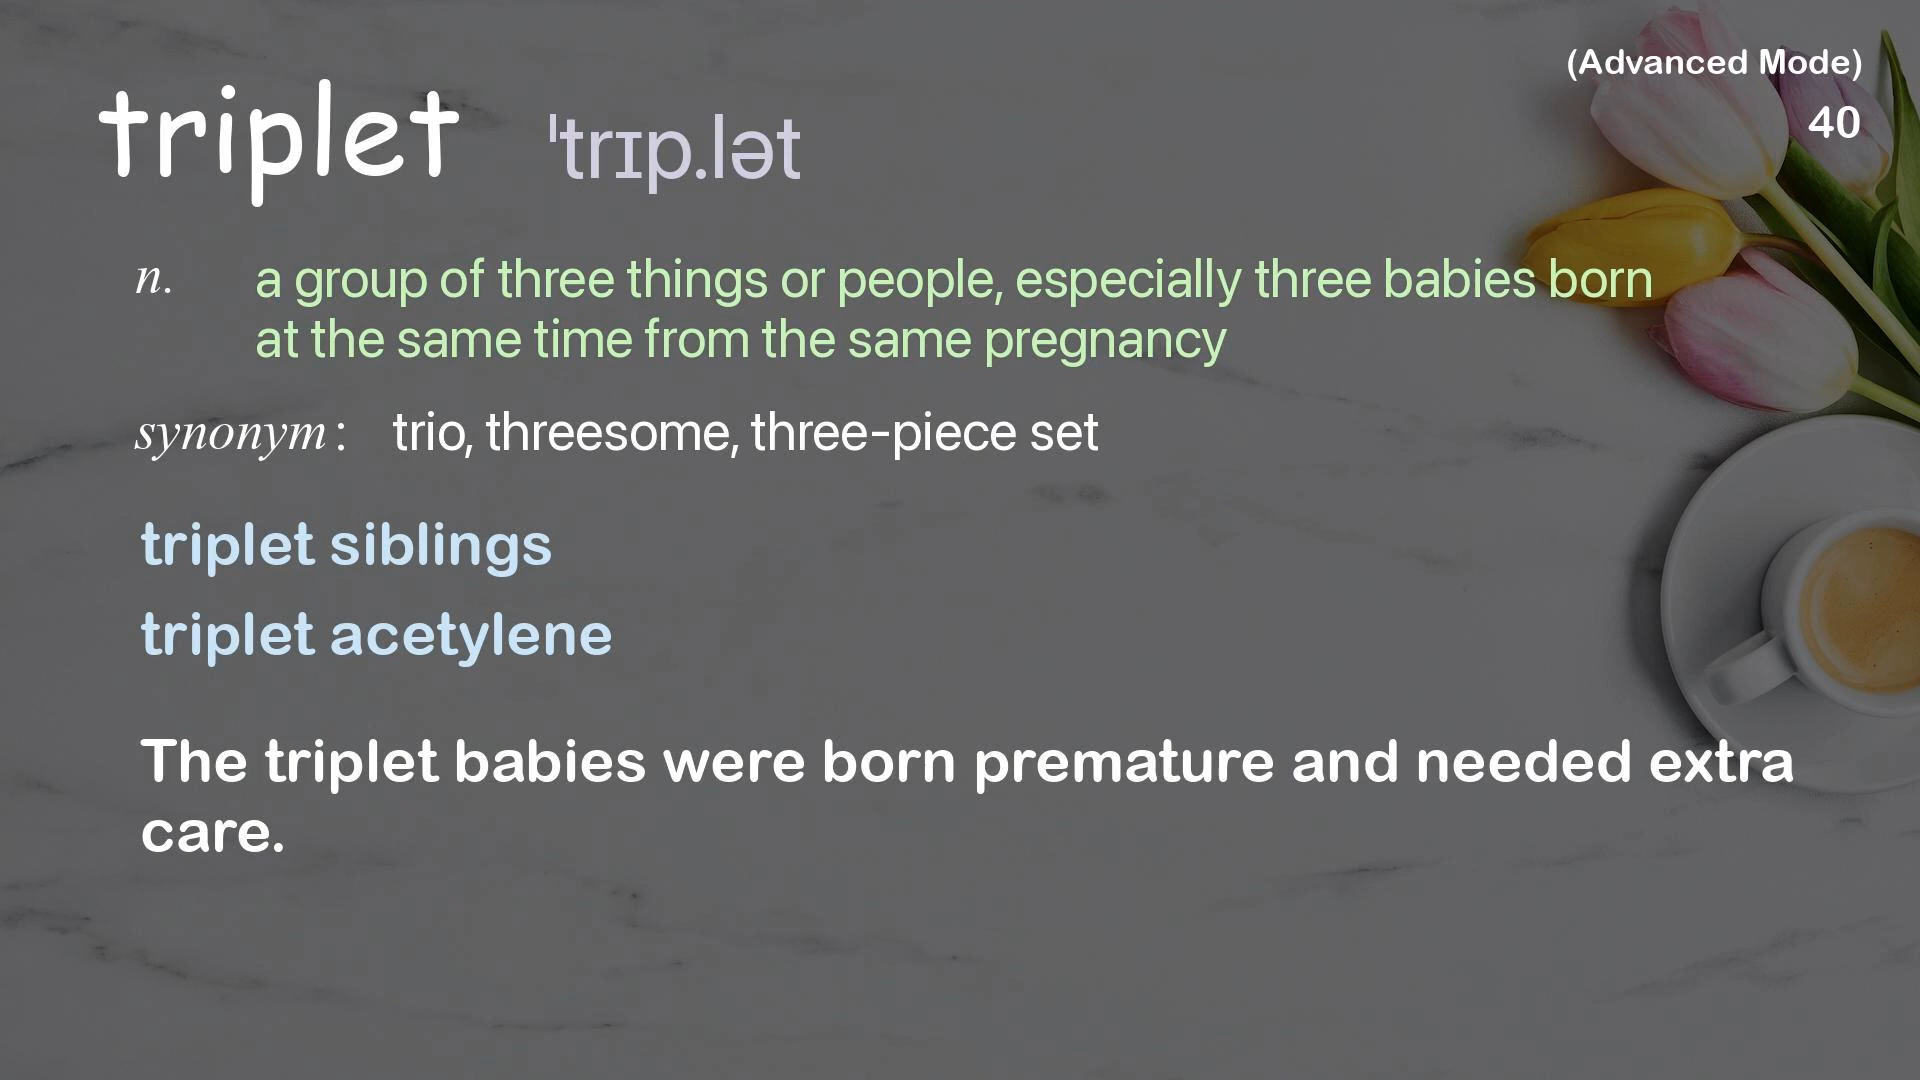 (Advanced Mode)
40
triplet ˈtrɪp.lət
n. a group of three things or people, especially three babies born
at the same time from the same pregnancy
synonym: trio, threesome, three-piece set
triplet siblings
triplet acetylene
The triplet babies were born premature and needed extra
care.